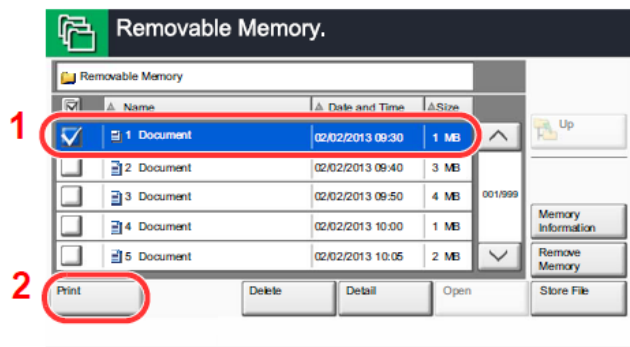 Removable Memory.
Removable Memory
Name Date and Time Size
1
1 Document 02/02/2013 09:30 1 MB
Up
2 Document 02/02/2013 09:40 3 MB
3 Document 02/02/2013 09:50 4 MB
001/999
4 Document 02/02/2013 10:00 1 MB
Memory
Information
5 Document 02/02/2013 10:05 2 MB
Remove
Memory
2
Print Delete Detail Open Store File